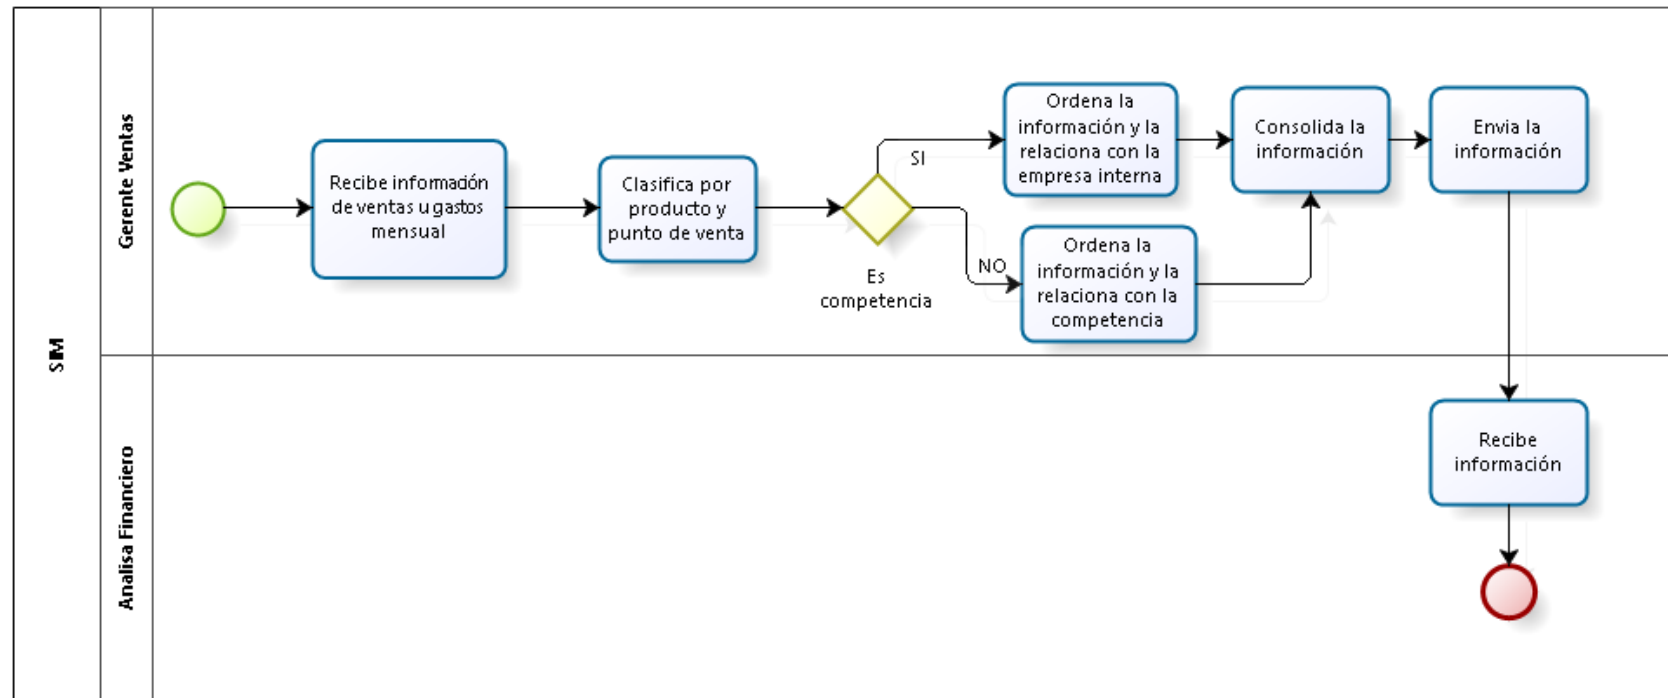 SIM
Gerente Ventas
Recibe información
de ventas u gastos
mensual
Clasifica por
producto y
punto de venta
Es
competencia
SI
Ordena la
información y la
relaciona con la
empresa interna
NO
Ordena la
información y la
relaciona con la
competencia
Consolida la
información
Envia la
información
Analisa Financiero
Recibe
información